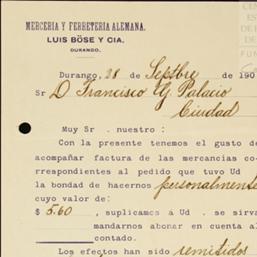 MERCERIA Y FERRETERIA ALEMANA.
LUIS BÖSE Y CIA.
DURANGO.
Durango, 28 de Septbre de 190
Sr D. Francisco G. Palacio
Ciudad
Muy Sr . nuestro :
Con la presente tenemos el gusto de
acompañar factura de las mercancias co-
rrespondientes al pedido que tuvo Ud
la bondad de hacernos personalmente
cuyo valor de:
$ 5.60 , suplicamos á Ud . se sirva
mandarnos abonar en cuenta al
contado.
Los efectos han sido remitidos